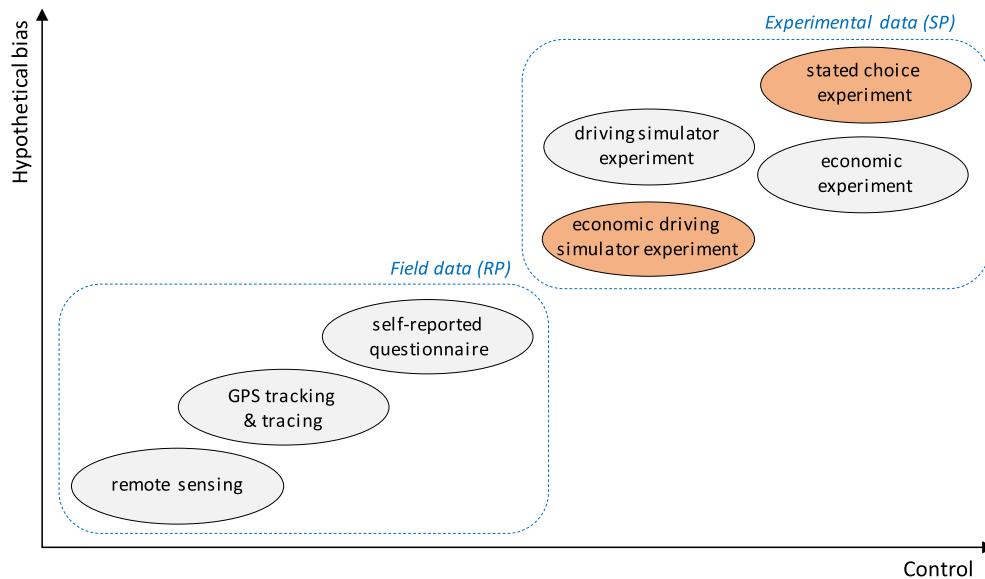 Experimental data (SP)
Hypothetical bias
stated choice
experiment
driving simulator
experiment
economic
experiment
economic driving
simulator experiment
Field data (RP)
self-reported
questionnaire
GPS tracking
& tracing
remote sensing
Control